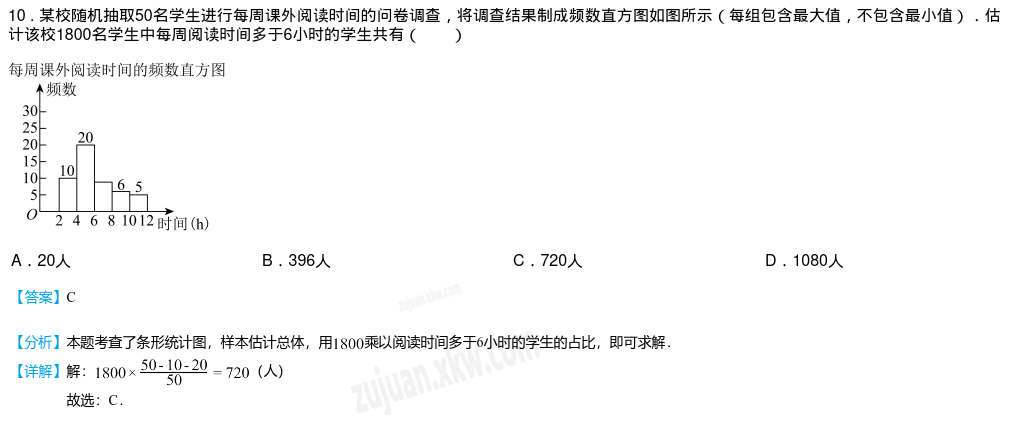 10．某校随机抽取50名学生进行每周课外阅读时间的问卷调查，将调查结果制成频数直方图如图所示（每组包含最大值，不包含最小值）．估
计该校1800名学生中每周阅读时间多于6小时的学生共有（　　）
每周课外阅读时间的频数直方图
频数
30
25
20
15
10
5
O
10
20
6
5
2 4 6 8 10 12 时间(h)
A．20人 B．396人 C．720人 D．1080人
【答案】C
【分析】本题考查了条形统计图，样本估计总体，用1800乘以阅读时间多于6小时的学生的占比，即可求解．
【详解】解：1800 × (50-10-20)/50 = 720（人）
故选：C．
zujuan.xkw.com
zujuan.xkw.com